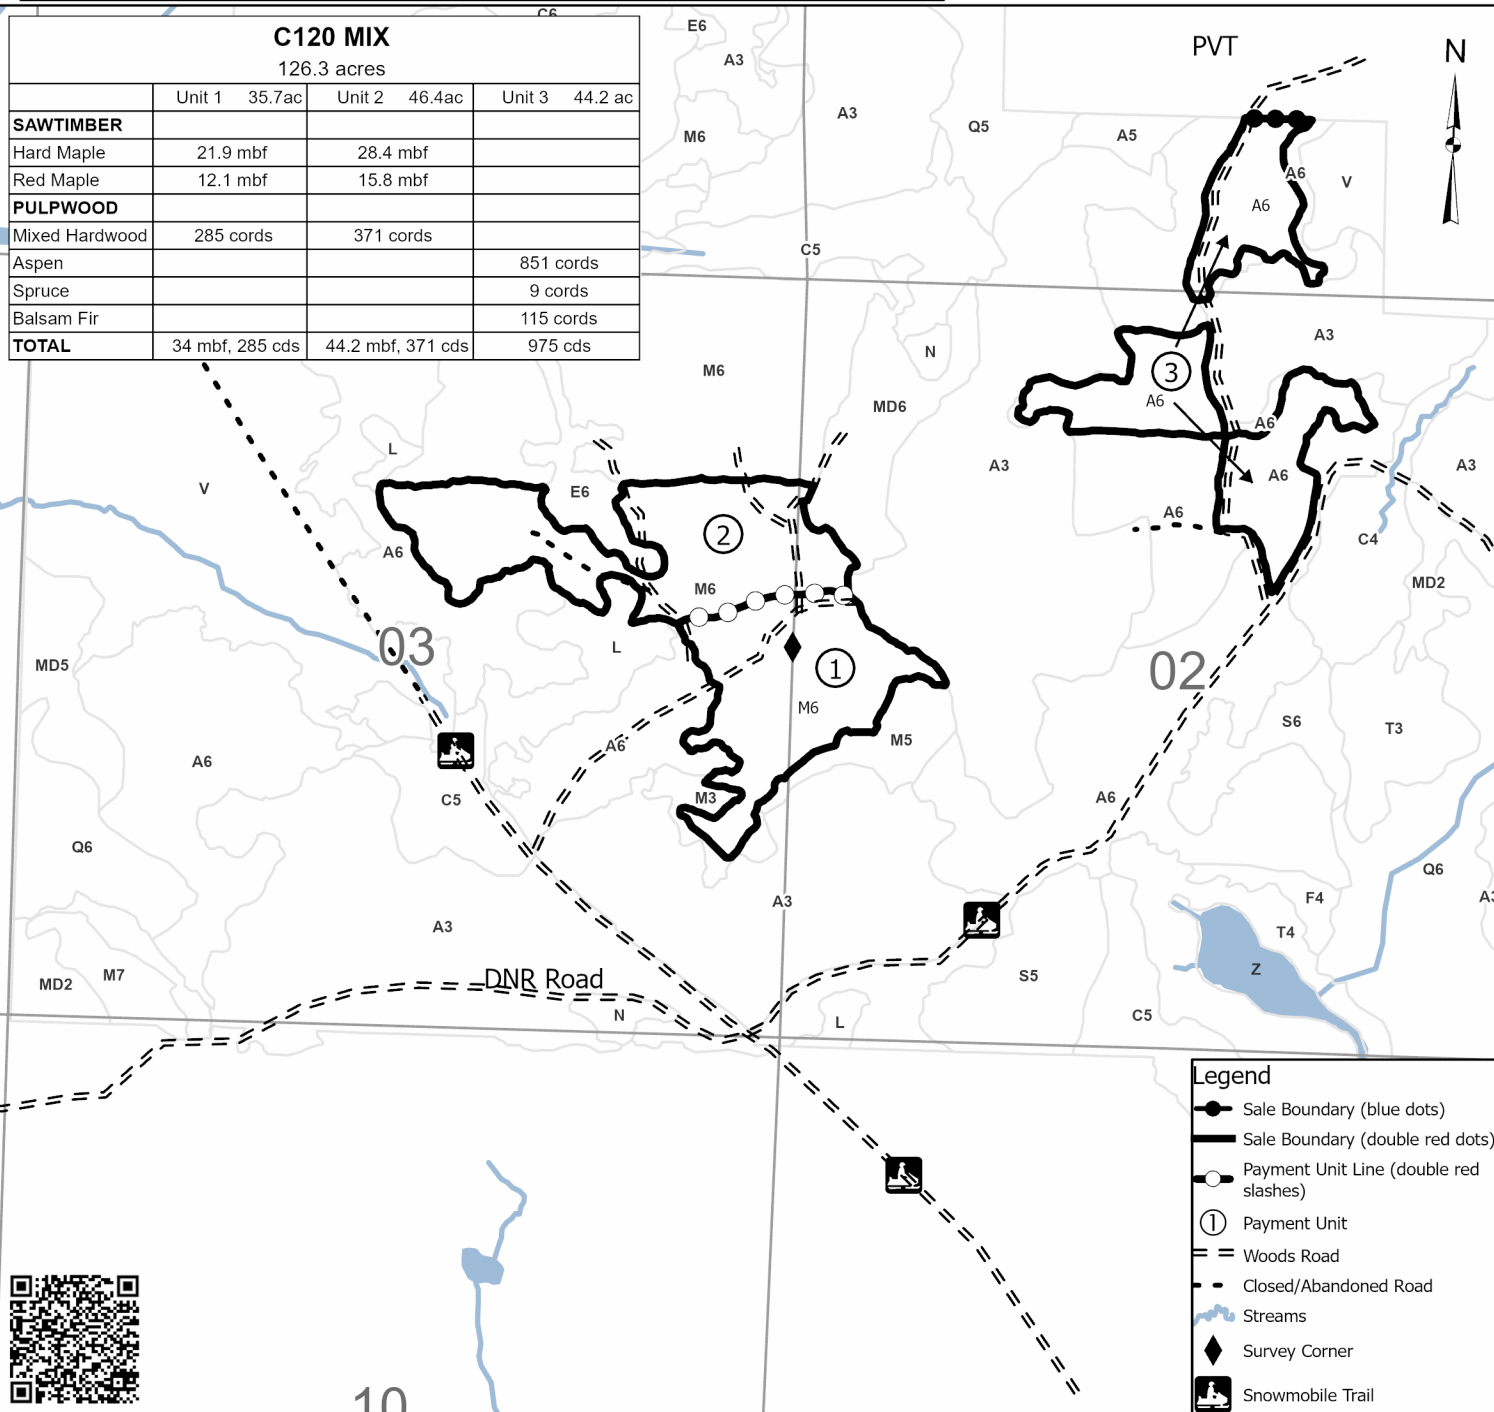 C120 MIX
126.3 acres
Unit 1 35.7ac Unit 2 46.4ac Unit 3 44.2 ac
SAWTIMBER
Hard Maple 21.9 mbf 28.4 mbf
Red Maple 12.1 mbf 15.8 mbf
PULPWOOD
Mixed Hardwood 285 cords 371 cords
Aspen 851 cords
Spruce 9 cords
Balsam Fir 115 cords
TOTAL 34 mbf, 285 cds 44.2 mbf, 371 cds 975 cds
C6
E6
A3
PVT
N
A3
M6
Q5
A5
A6
V
A6
C5
A3
N
M6
3
A6
MD6
A6
L
A3
A6
A3
V
E6
A6
2
A6
C4
M6
MD2
03
L
1
02
MD5
M6
S6
T3
A6
A6
M5
C5
M3
A6
Q6
Q6
A3
A3
F4
A3
T4
M7
MD2
DNR Road
S5
Z
N
L
C5
10
Legend
Sale Boundary (blue dots)
Sale Boundary (double red dots)
Payment Unit Line (double red
slashes)
1 Payment Unit
Woods Road
Closed/Abandoned Road
Streams
Survey Corner
Snowmobile Trail